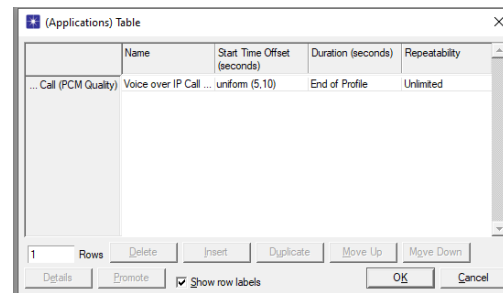 (Applications) Table
Name
Start Time Offset (seconds)
Duration (seconds)
Repeatability
... Call (PCM Quality)
Voice over IP Call ...
uniform (5,10)
End of Profile
Unlimited
1
Rows
Delete
Insert
Duplicate
Move Up
Move Down
Details
Promote
Show row labels
OK
Cancel